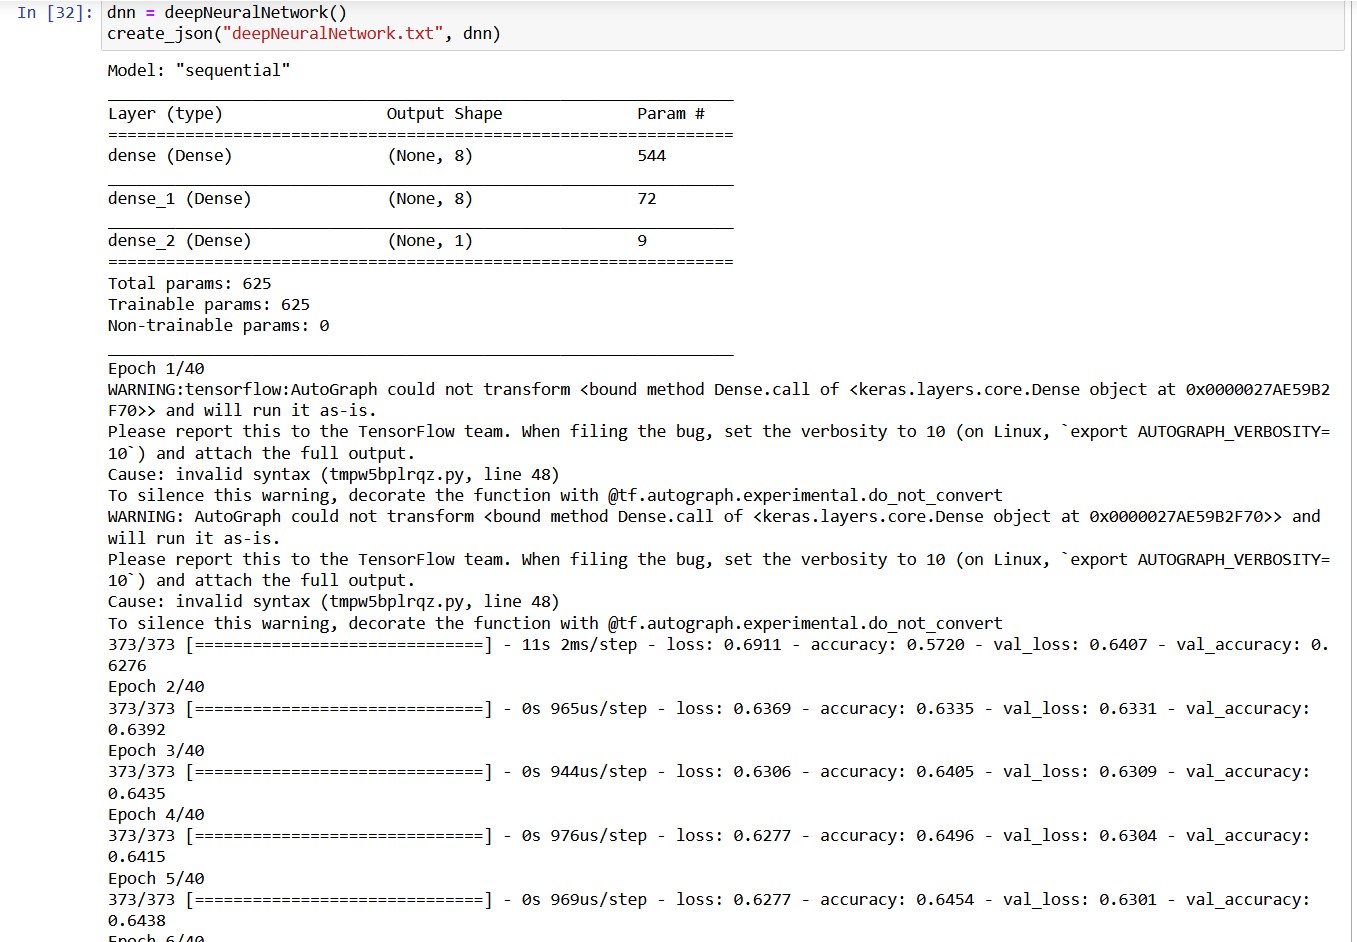 In [32]: dnn = deepNeuralNetwork()
create_json("deepNeuralNetwork.txt", dnn)
Model: "sequential"
Layer (type) Output Shape Param #
=================================================================
dense (Dense) (None, 8) 544
dense_1 (Dense) (None, 8) 72
dense_2 (Dense) (None, 1) 9
=================================================================
Total params: 625
Trainable params: 625
Non-trainable params: 0
Epoch 1/40
WARNING:tensorflow:AutoGraph could not transform <bound method Dense.call of <keras.layers.core.Dense object at 0x0000027AE59B2
F70>> and will run it as-is.
Please report this to the TensorFlow team. When filing the bug, set the verbosity to 10 (on Linux, `export AUTOGRAPH_VERBOSITY=
10`) and attach the full output.
Cause: invalid syntax (tmpw5bplrqz.py, line 48)
To silence this warning, decorate the function with @tf.autograph.experimental.do_not_convert
WARNING: AutoGraph could not transform <bound method Dense.call of <keras.layers.core.Dense object at 0x0000027AE59B2F70>> and
will run it as-is.
Please report this to the TensorFlow team. When filing the bug, set the verbosity to 10 (on Linux, `export AUTOGRAPH_VERBOSITY=
10`) and attach the full output.
Cause: invalid syntax (tmpw5bplrqz.py, line 48)
To silence this warning, decorate the function with @tf.autograph.experimental.do_not_convert
373/373 [==============================] - 11s 2ms/step - loss: 0.6911 - accuracy: 0.5720 - val_loss: 0.6407 - val_accuracy: 0.
6276
Epoch 2/40
373/373 [==============================] - 0s 965us/step - loss: 0.6369 - accuracy: 0.6335 - val_loss: 0.6331 - val_accuracy:
0.6392
Epoch 3/40
373/373 [==============================] - 0s 944us/step - loss: 0.6306 - accuracy: 0.6405 - val_loss: 0.6309 - val_accuracy:
0.6435
Epoch 4/40
373/373 [==============================] - 0s 976us/step - loss: 0.6277 - accuracy: 0.6496 - val_loss: 0.6304 - val_accuracy:
0.6415
Epoch 5/40
373/373 [==============================] - 0s 969us/step - loss: 0.6277 - accuracy: 0.6454 - val_loss: 0.6301 - val_accuracy:
0.6438
Epoch 6/40